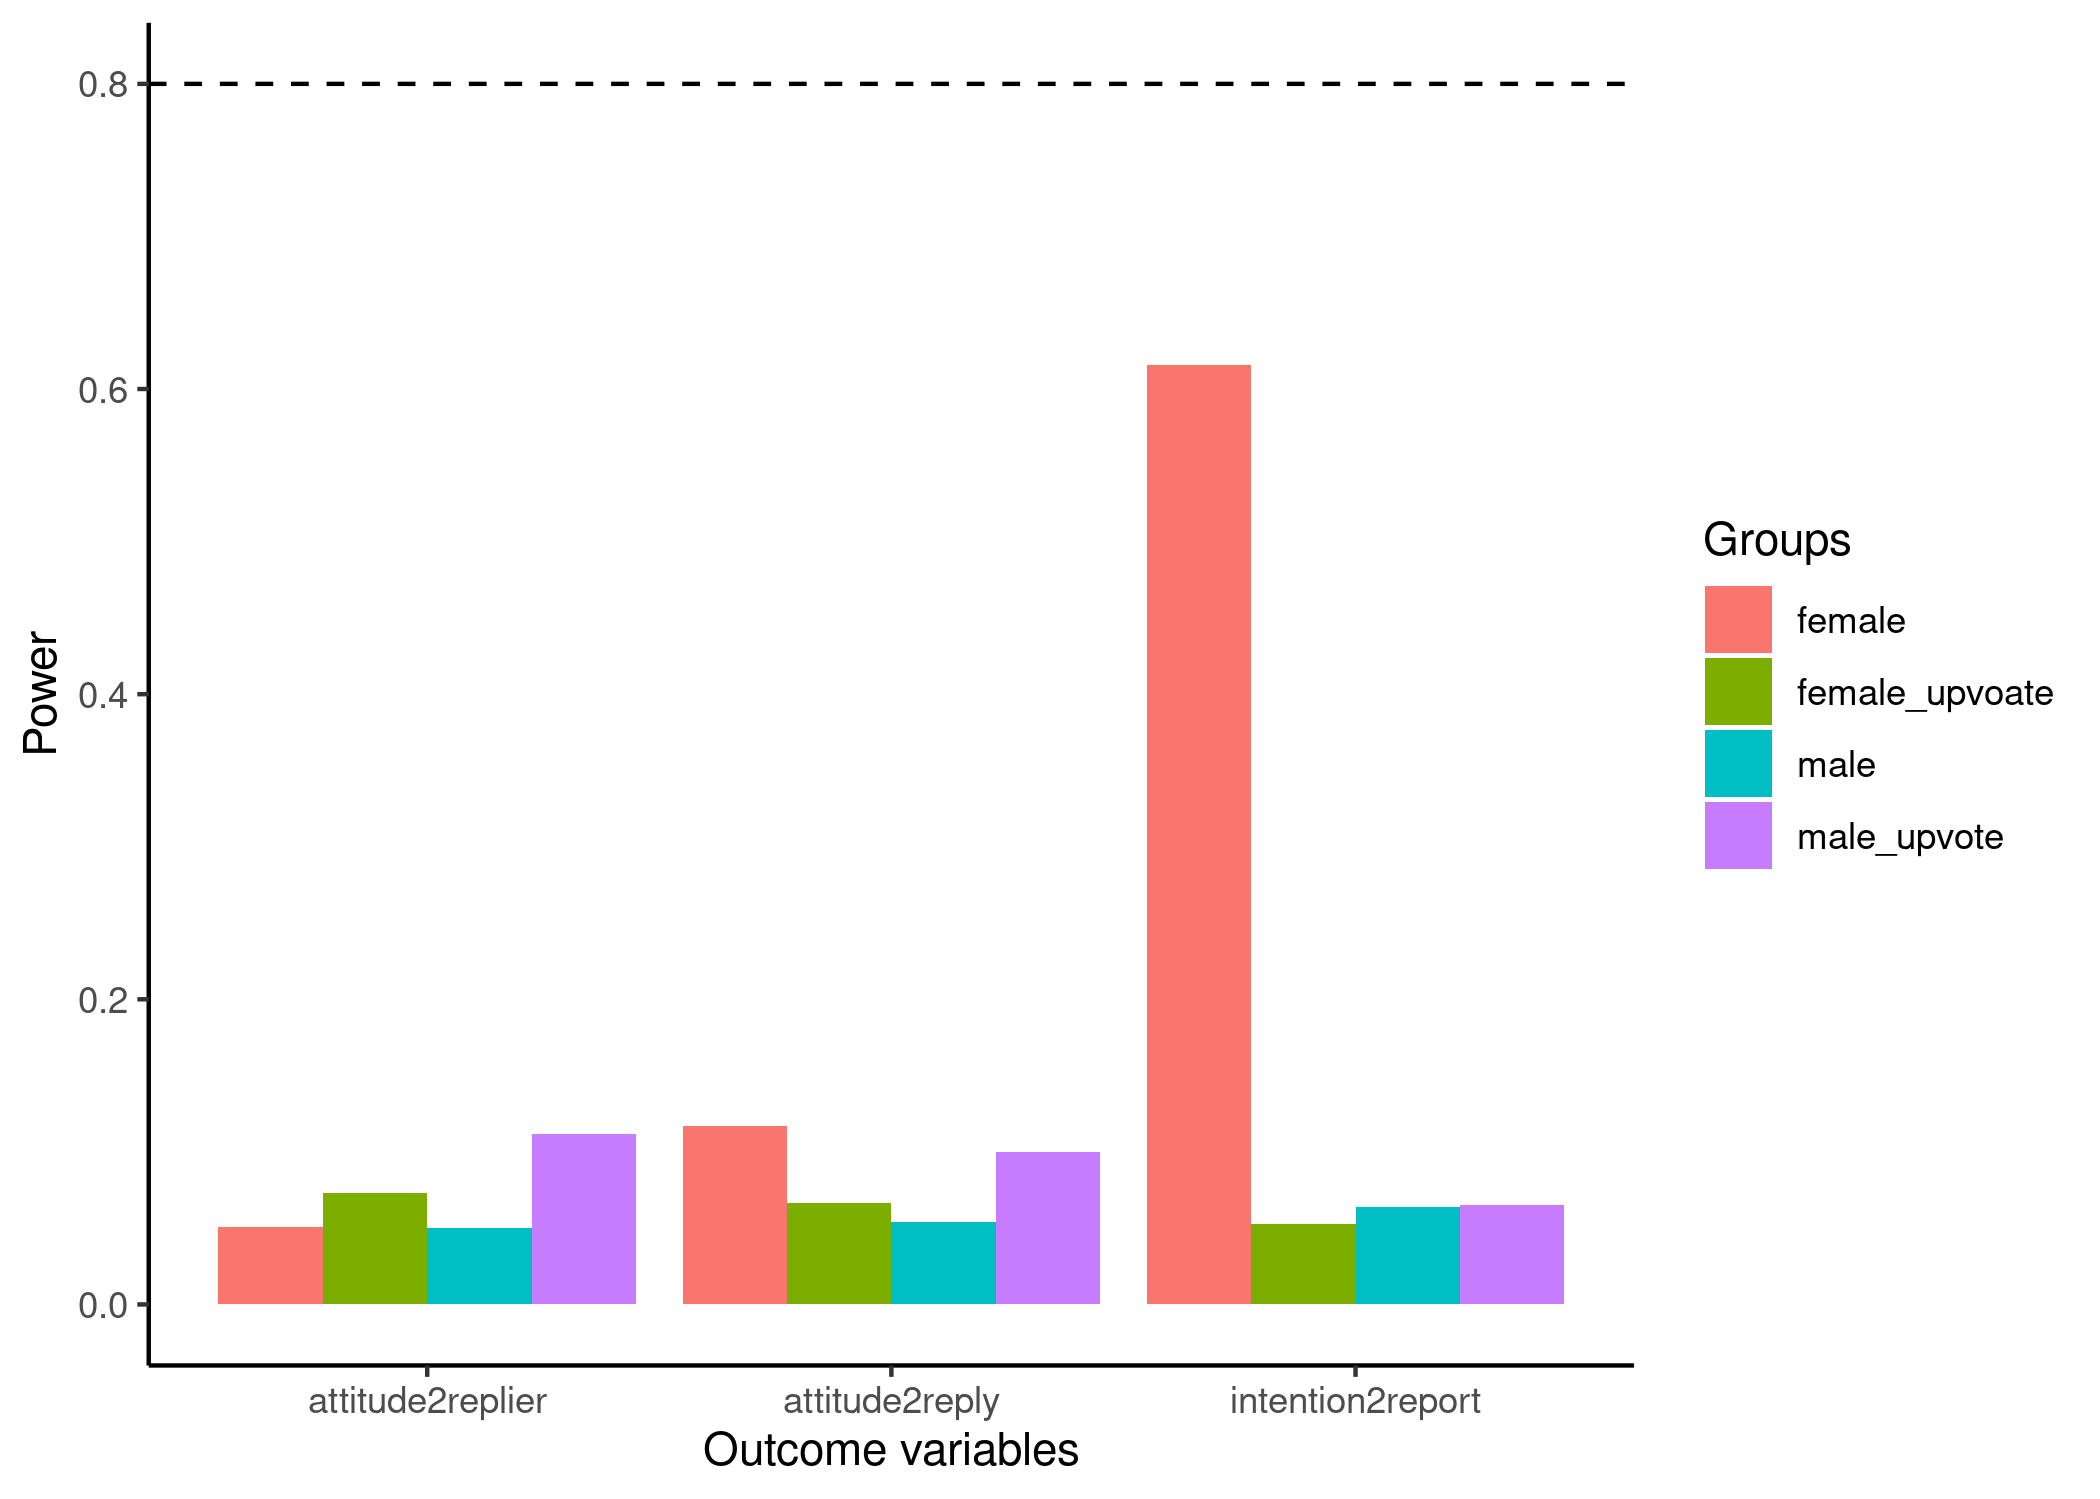 0.8
0.6
0.4
0.2
0.0
Power
attitude2replier
attitude2reply
intention2report
Outcome variables
Groups
female
female_upvoate
male
male_upvote